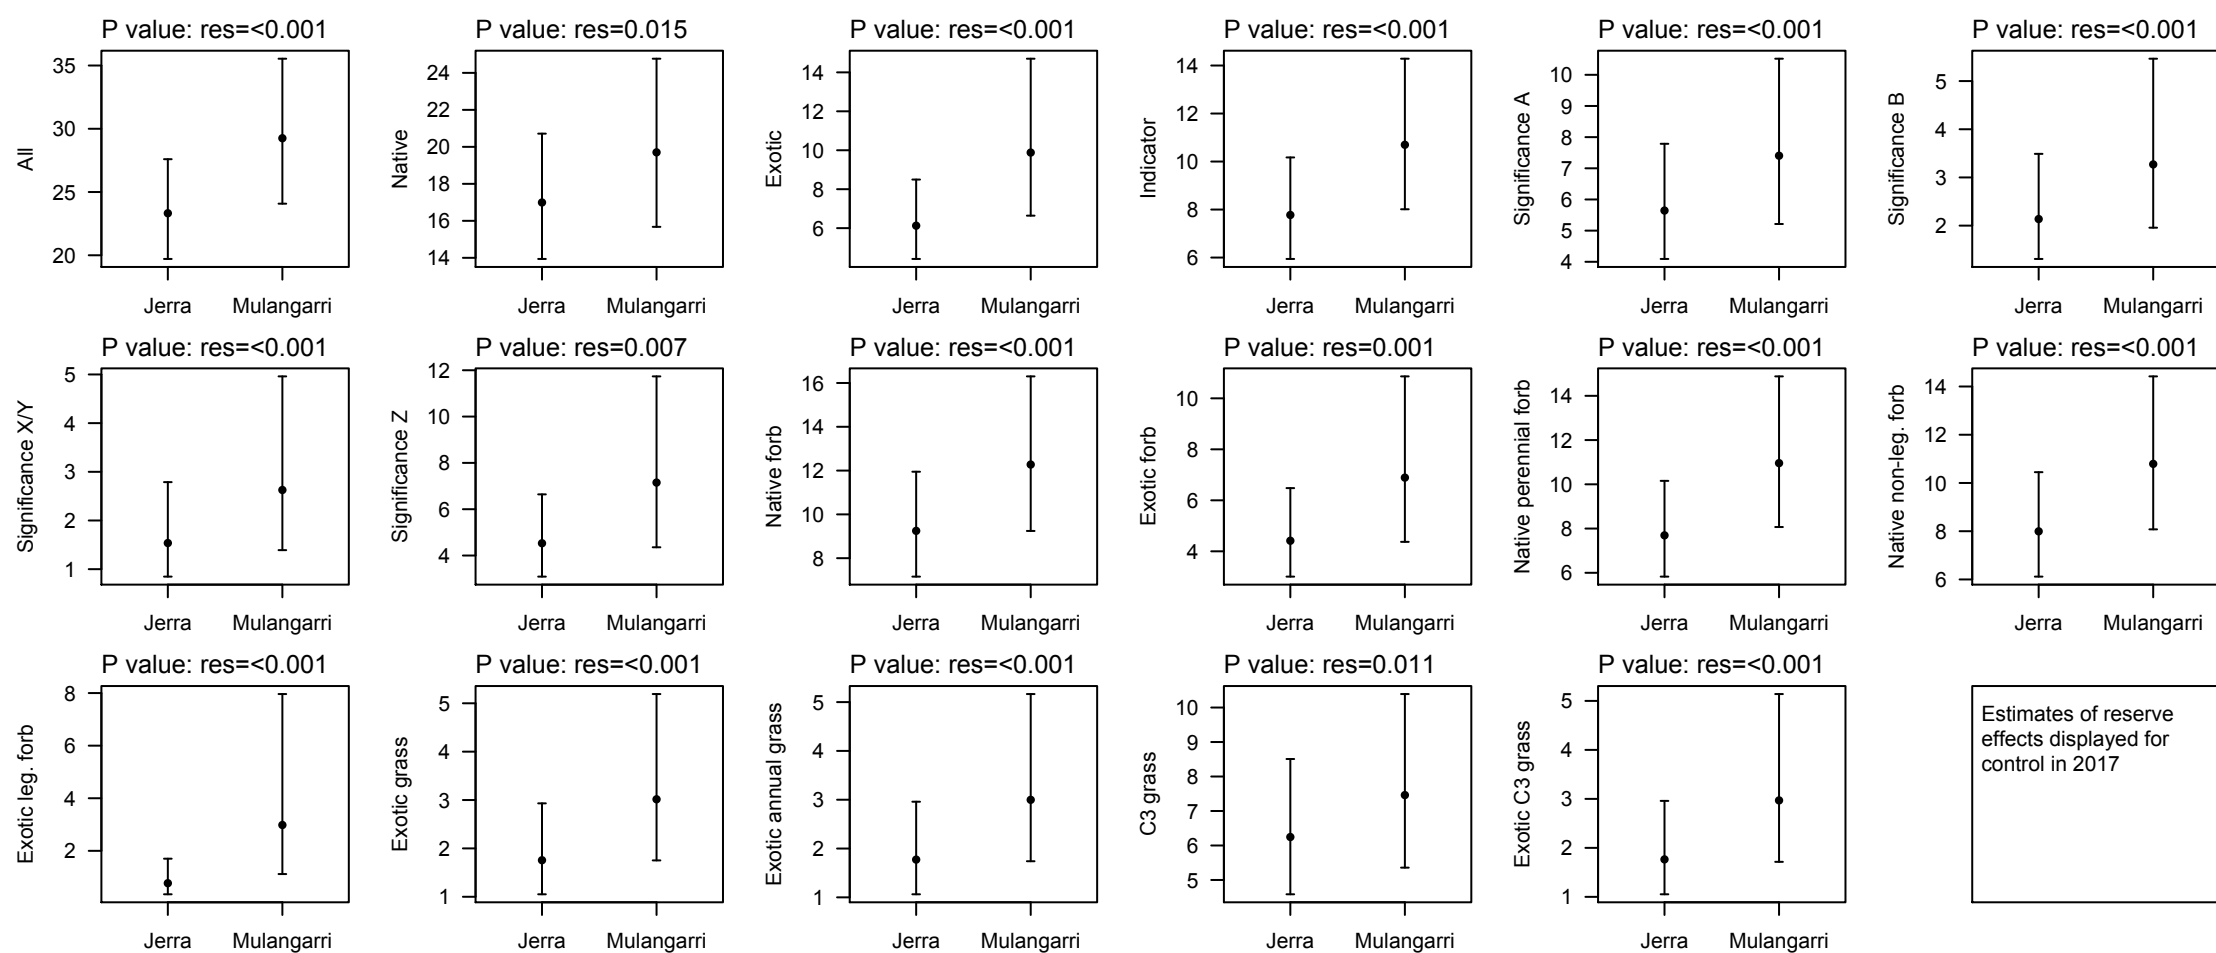 P value: res=<0.001
P value: res=0.015
P value: res=<0.001
P value: res=<0.001
P value: res=<0.001
P value: res=<0.001
All
35
30
25
20
Jerra Mulangarri
Native
24
22
20
18
16
14
Jerra Mulangarri
Exotic
14
12
10
8
6
Jerra Mulangarri
Indicator
14
12
10
8
6
Jerra Mulangarri
Significance A
10
9
8
7
6
5
4
Jerra Mulangarri
Significance B
5
4
3
2
Jerra Mulangarri
P value: res=<0.001
P value: res=0.007
P value: res=<0.001
P value: res=0.001
P value: res=<0.001
P value: res=<0.001
Significance X/Y
5
4
3
2
1
Jerra Mulangarri
Significance Z
12
10
8
6
4
Jerra Mulangarri
Native forb
16
14
12
10
8
Jerra Mulangarri
Exotic forb
10
8
6
4
Jerra Mulangarri
Native perennial forb
14
12
10
8
6
Jerra Mulangarri
Native non-leg. forb
14
12
10
8
6
Jerra Mulangarri
P value: res=<0.001
P value: res=<0.001
P value: res=<0.001
P value: res=0.011
P value: res=<0.001
Exotic leg. forb
8
6
4
2
Jerra Mulangarri
Exotic grass
5
4
3
2
1
Jerra Mulangarri
Exotic annual grass
5
4
3
2
1
Jerra Mulangarri
C3 grass
10
9
8
7
6
5
Jerra Mulangarri
Exotic C3 grass
5
4
3
2
1
Jerra Mulangarri
Estimates of reserve
effects displayed for
control in 2017